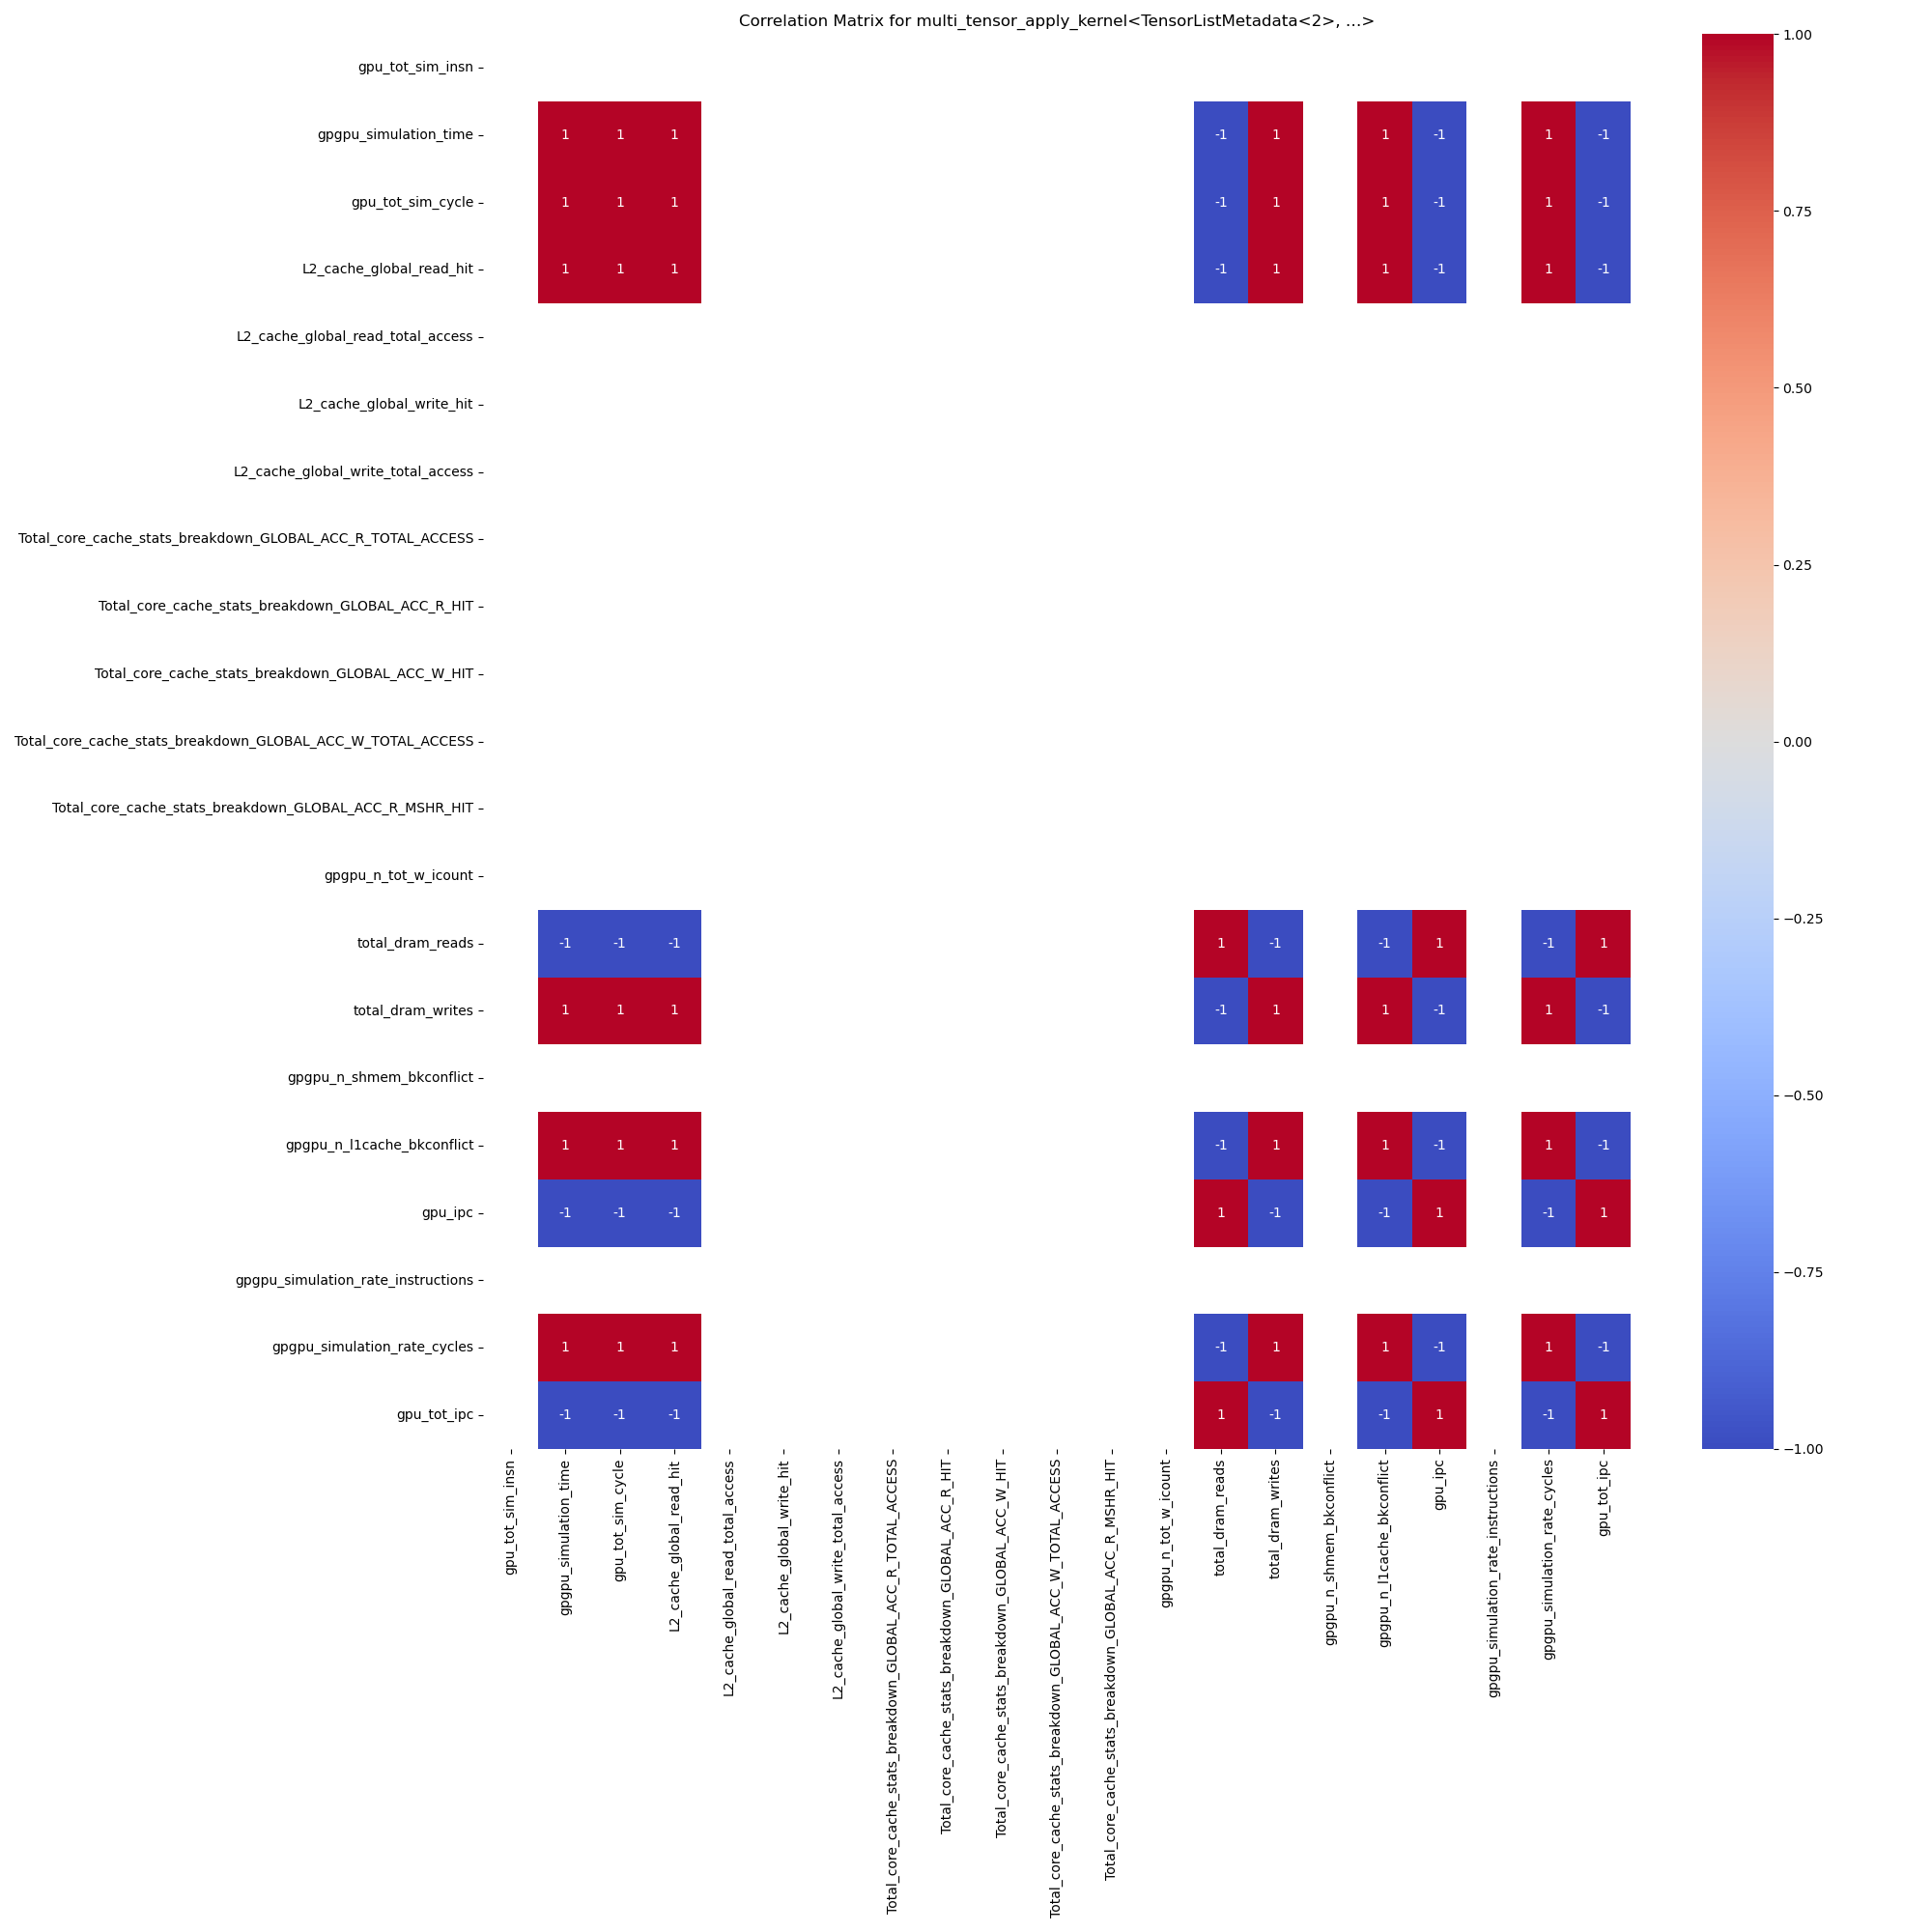 Correlation Matrix for multi_tensor_apply_kernel<TensorListMetadata<2>, ...>
gpu_tot_sim_insn
gpgpu_simulation_time 1 1 1 -1 1 1 -1 1 -1
gpu_tot_sim_cycle 1 1 1 -1 1 1 -1 1 -1
L2_cache_global_read_hit 1 1 1 -1 1 1 -1 1 -1
L2_cache_global_read_total_access
L2_cache_global_write_hit
L2_cache_global_write_total_access
Total_core_cache_stats_breakdown_GLOBAL_ACC_R_TOTAL_ACCESS
Total_core_cache_stats_breakdown_GLOBAL_ACC_R_HIT
Total_core_cache_stats_breakdown_GLOBAL_ACC_W_HIT
Total_core_cache_stats_breakdown_GLOBAL_ACC_W_TOTAL_ACCESS
Total_core_cache_stats_breakdown_GLOBAL_ACC_R_MSHR_HIT
gpgpu_n_tot_w_icount
total_dram_reads -1 -1 -1 1 -1 -1 1 -1 1
total_dram_writes 1 1 1 -1 1 1 -1 1 -1
gpgpu_n_shmem_bkconflict
gpgpu_n_l1cache_bkconflict 1 1 1 -1 1 1 -1 1 -1
gpu_ipc -1 -1 -1 1 -1 -1 1 -1 1
gpgpu_simulation_rate_instructions
gpgpu_simulation_rate_cycles 1 1 1 -1 1 1 -1 1 -1
gpu_tot_ipc -1 -1 -1 1 -1 -1 1 -1 1
gpu_tot_sim_insn
gpgpu_simulation_time
gpu_tot_sim_cycle
L2_cache_global_read_hit
L2_cache_global_read_total_access
L2_cache_global_write_hit
L2_cache_global_write_total_access
Total_core_cache_stats_breakdown_GLOBAL_ACC_R_TOTAL_ACCESS
Total_core_cache_stats_breakdown_GLOBAL_ACC_R_HIT
Total_core_cache_stats_breakdown_GLOBAL_ACC_W_HIT
Total_core_cache_stats_breakdown_GLOBAL_ACC_W_TOTAL_ACCESS
Total_core_cache_stats_breakdown_GLOBAL_ACC_R_MSHR_HIT
gpgpu_n_tot_w_icount
total_dram_reads
total_dram_writes
gpgpu_n_shmem_bkconflict
gpgpu_n_l1cache_bkconflict
gpu_ipc
gpgpu_simulation_rate_instructions
gpgpu_simulation_rate_cycles
gpu_tot_ipc
1.00
0.75
0.50
0.25
0.00
−0.25
−0.50
−0.75
−1.00